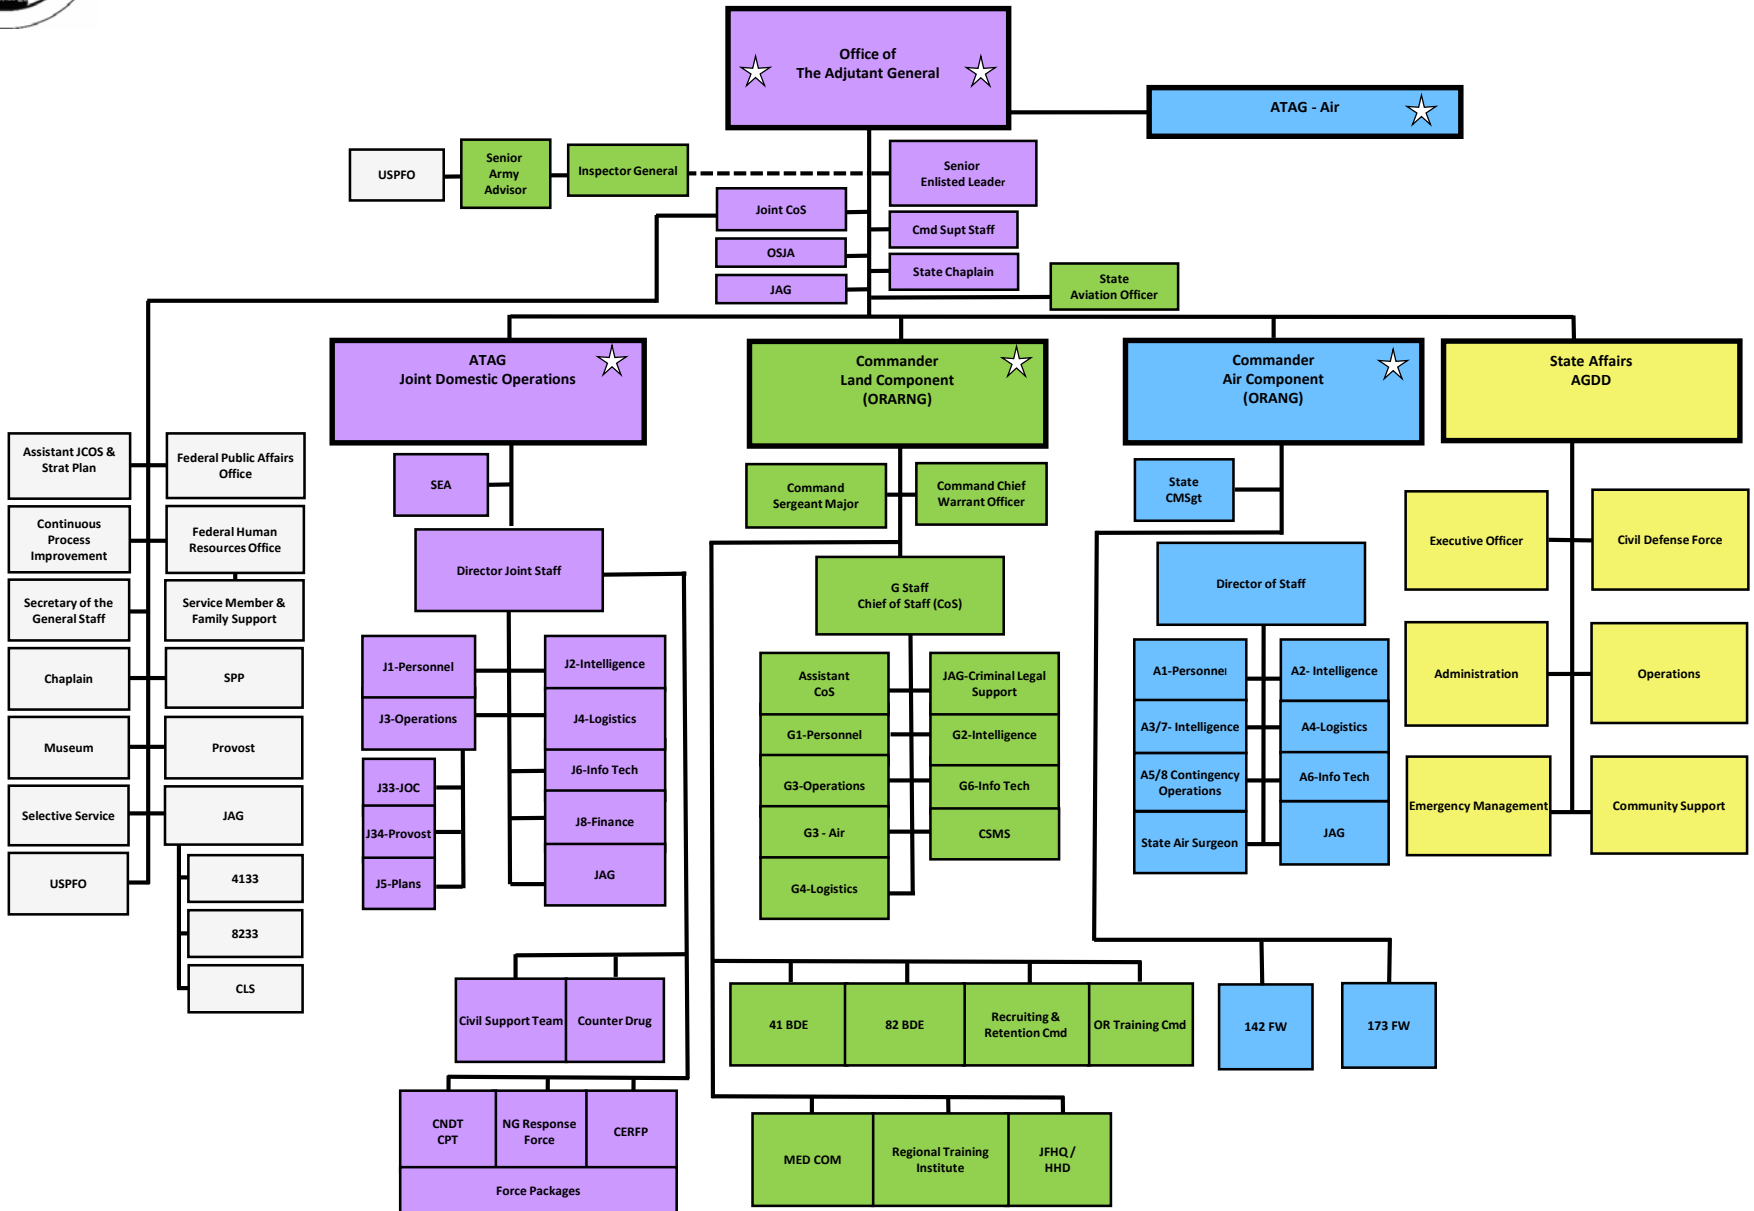 Office of
The Adjutant General
ATAG - Air
USPFO
Senior
Army
Advisor
Inspector General
Senior
Enlisted Leader
Joint CoS
Cmd Supt Staff
OSJA
State Chaplain
JAG
State
Aviation Officer
ATAG
Joint Domestic Operations
Commander
Land Component
(ORARNG)
Commander
Air Component
(ORANG)
State Affairs
AGDD
Assistant JCOS &
Strat Plan
Federal Public Affairs
Office
Continuous
Process
Improvement
Federal Human
Resources Office
Secretary of the
General Staff
Service Member &
Family Support
Chaplain
SPP
Museum
Provost
Selective Service
JAG
USPFO
4133
8233
CLS
SEA
Director Joint Staff
J1-Personnel
J2-Intelligence
J3-Operations
J4-Logistics
J33-JOC
J6-Info Tech
J34-Provost
J8-Finance
J5-Plans
JAG
Civil Support Team
Counter Drug
CNDT
CPT
NG Response
Force
CERFP
Force Packages
Command
Sergeant Major
Command Chief
Warrant Officer
G Staff
Chief of Staff (CoS)
Assistant
CoS
JAG-Criminal Legal
Support
G1-Personnel
G2-Intelligence
G3-Operations
G6-Info Tech
G3 - Air
CSMS
G4-Logistics
41 BDE
82 BDE
Recruiting &
Retention Cmd
OR Training Cmd
MED COM
Regional Training
Institute
JFHQ /
HHD
State
CMSgt
Director of Staff
A1-Personnel
A2- Intelligence
A3/7- Intelligence
A4-Logistics
A5/8 Contingency
Operations
A6-Info Tech
State Air Surgeon
JAG
142 FW
173 FW
Executive Officer
Civil Defense Force
Administration
Operations
Emergency Management
Community Support